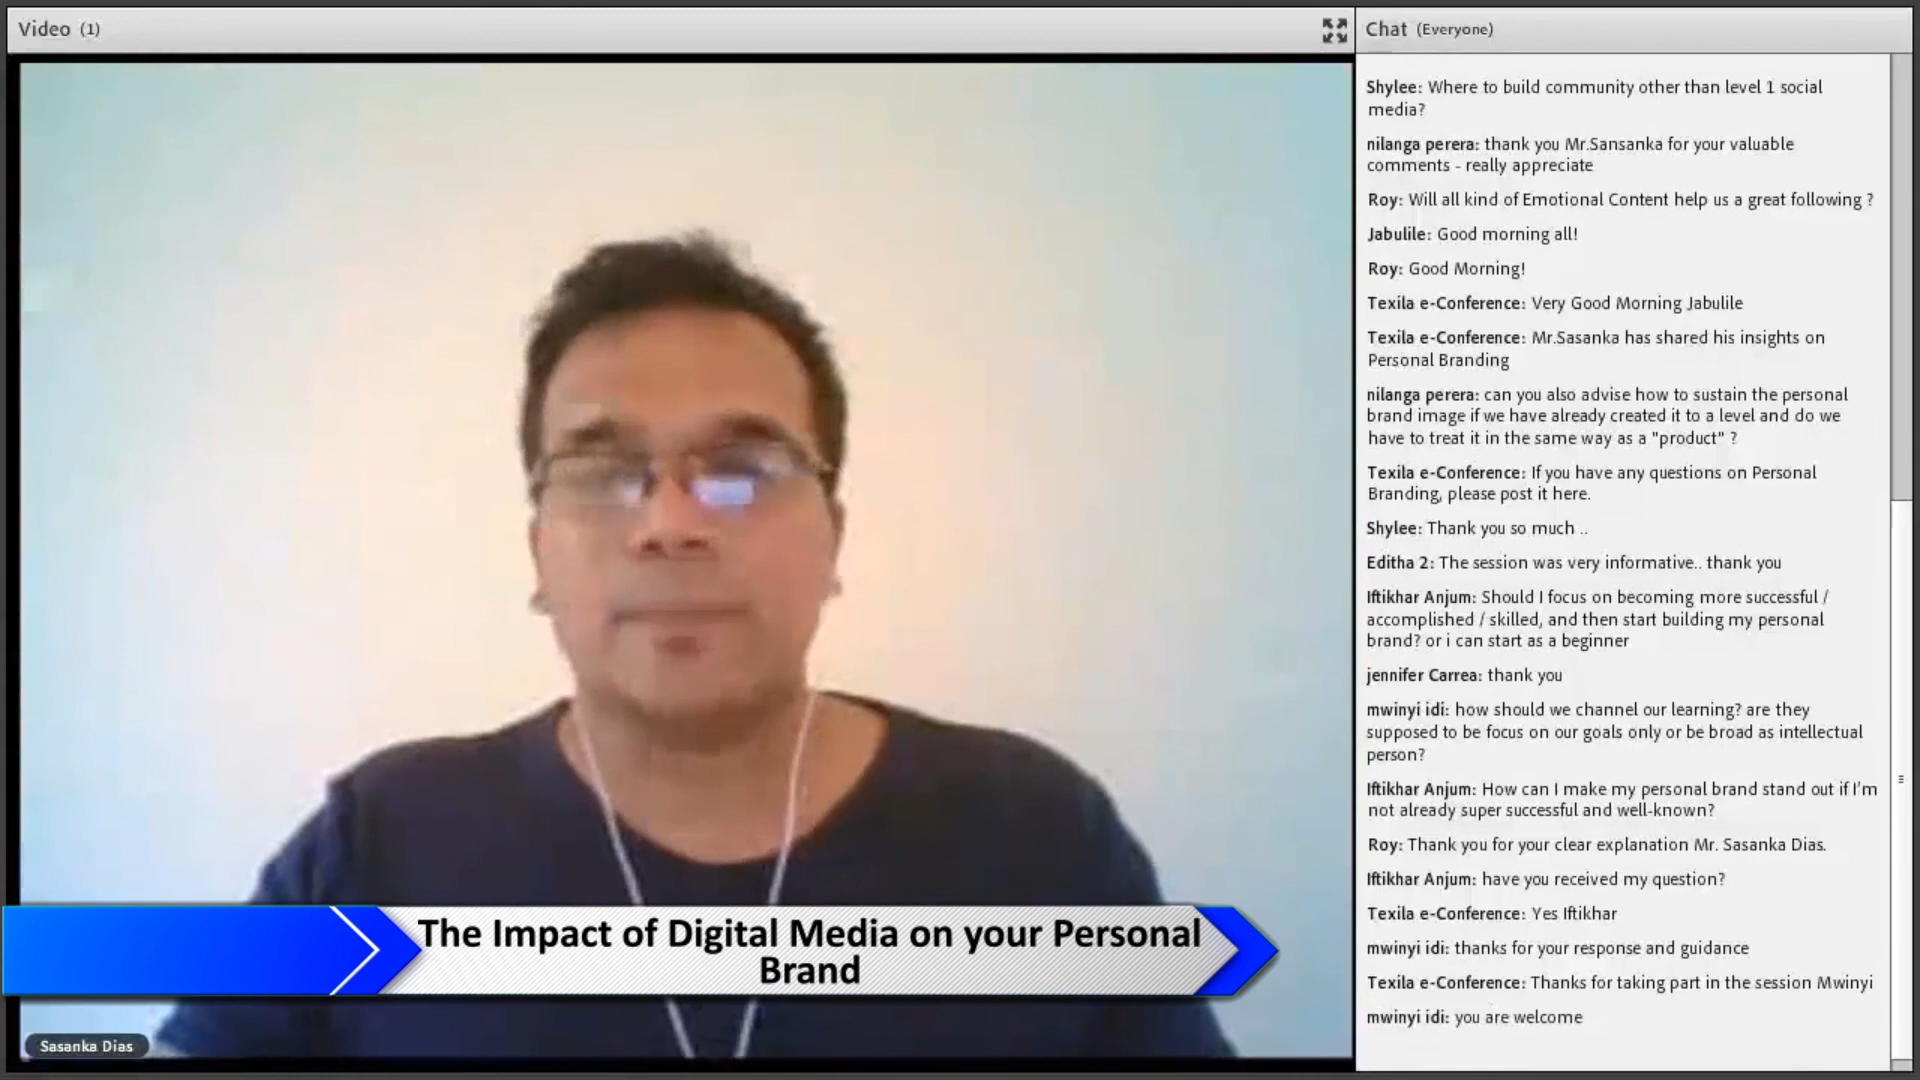 Video (1)
The Impact of Digital Media on your Personal
Brand
Sasanka Dias
Chat (Everyone)
Shylee: Where to build community other than level 1 social
media?
nilanga perera: thank you Mr.Sansanka for your valuable
comments - really appreciate
Roy: Will all kind of Emotional Content help us a great following ?
Jabulile: Good morning all!
Roy: Good Morning!
Texila e-Conference: Very Good Morning Jabulile
Texila e-Conference: Mr.Sasanka has shared his insights on
Personal Branding
nilanga perera: can you also advise how to sustain the personal
brand image if we have already created it to a level and do we
have to treat it in the same way as a "product" ?
Texila e-Conference: If you have any questions on Personal
Branding, please post it here.
Shylee: Thank you so much ..
Editha 2: The session was very informative.. thank you
Iftikhar Anjum: Should I focus on becoming more successful /
accomplished / skilled, and then start building my personal
brand? or i can start as a beginner
jennifer Carrea: thank you
mwinyi idi: how should we channel our learning? are they
supposed to be focus on our goals only or be broad as intellectual
person?
Iftikhar Anjum: How can I make my personal brand stand out if I'm
not already super successful and well-known?
Roy: Thank you for your clear explanation Mr. Sasanka Dias.
Iftikhar Anjum: have you received my question?
Texila e-Conference: Yes Iftikhar
mwinyi idi: thanks for your response and guidance
Texila e-Conference: Thanks for taking part in the session Mwinyi
mwinyi idi: you are welcome